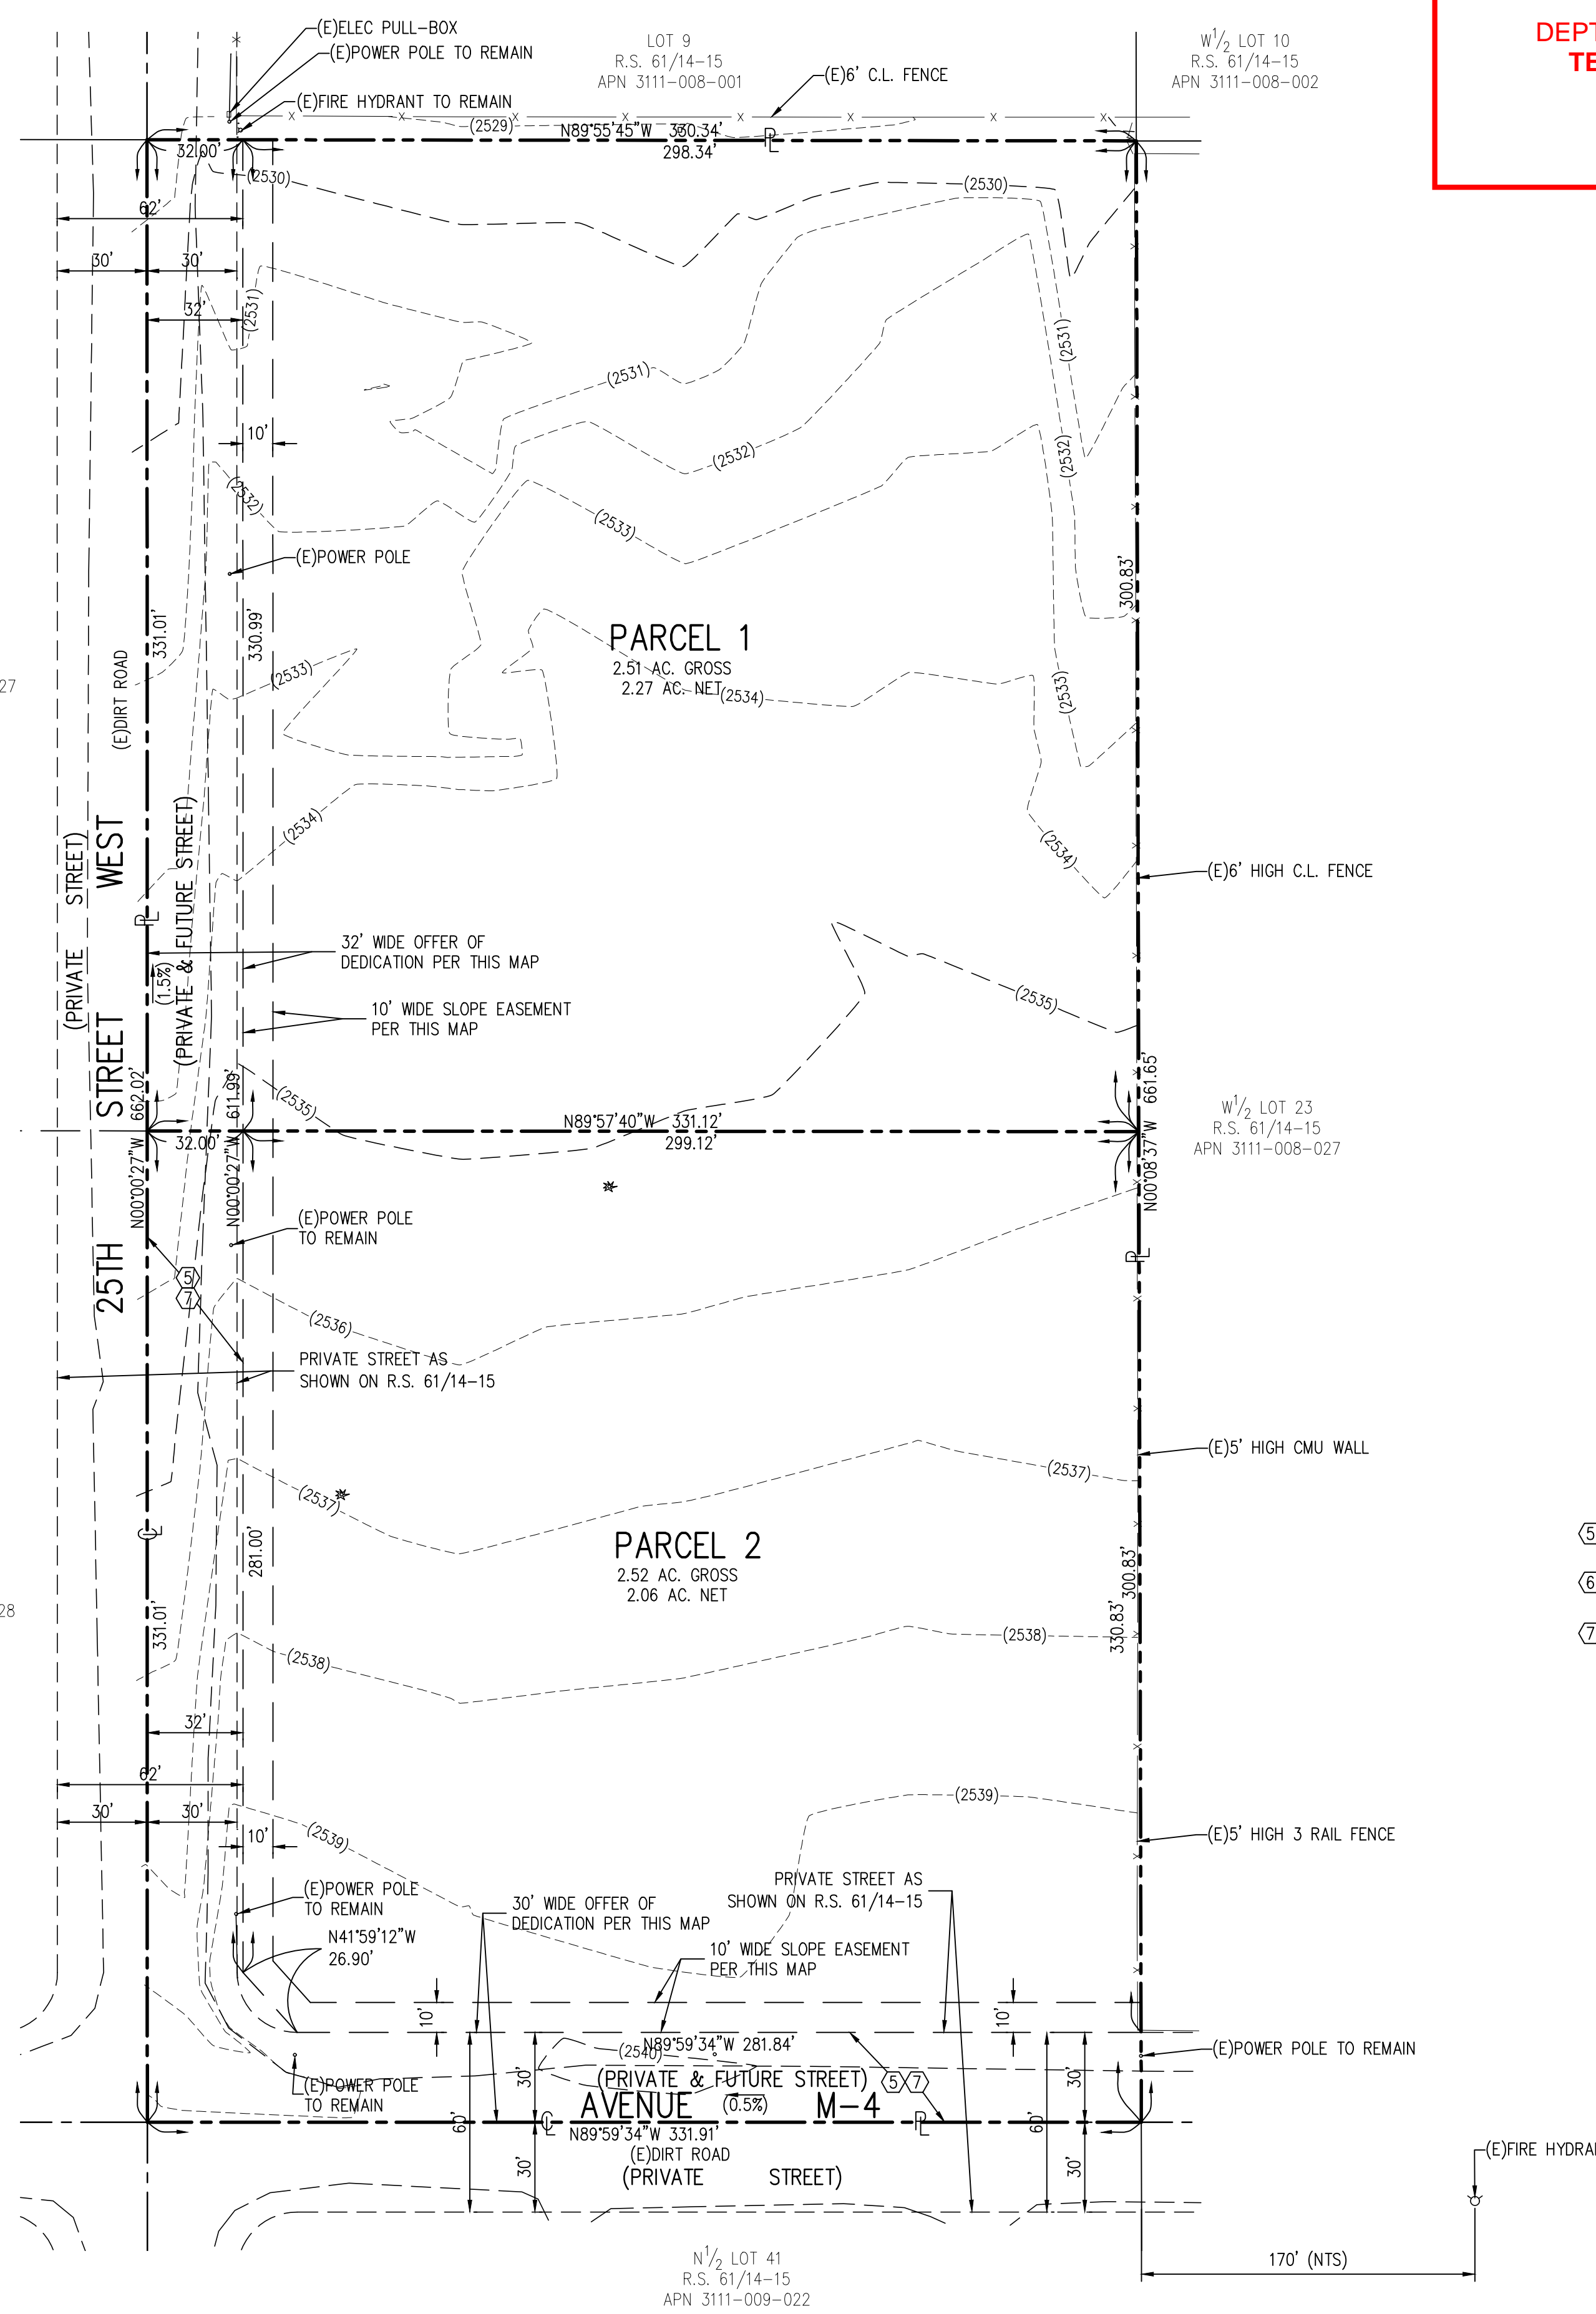 DEPT
TE
(E)ELEC PULL-BOX
(E)POWER POLE TO REMAIN
(E)FIRE HYDRANT TO REMAIN
LOT 9
R.S. 61/14-15
APN 3111-008-001
(E)6' C.L. FENCE
W1/2 LOT 10
R.S. 61/14-15
APN 3111-008-002
(2529)
N89°55'45"W 330.34'
298.34'
PL
32.00'
(2530)
(2530)
62'
30'
30'
32'
(2531)
(2531)
(2531)
10'
(2532)
(2532)
(2532)
(2533)
(E)POWER POLE
300.83'
331.01'
330.99'
PARCEL 1
2.51 AC. GROSS
2.27 AC. NET
(2534)
(2533)
(2533)
27
(E)DIRT ROAD
(2534)
(2534)
(E)6' HIGH C.L. FENCE
25TH STREET WEST
(PRIVATE STREET)
(PRIVATE & FUTURE STREET)
PL
(1.5%)
32' WIDE OFFER OF
DEDICATION PER THIS MAP
10' WIDE SLOPE EASEMENT
PER THIS MAP
(2535)
(2535)
N00°00'27"W 662.02'
N00°00'27"W 611.99'
N89°57'40"W 331.12'
299.12'
32.00'
N00°08'37"W 661.65'
W1/2 LOT 23
R.S. 61/14-15
APN 3111-008-027
(E)POWER POLE
TO REMAIN
PL
5
7
(2536)
PRIVATE STREET AS
SHOWN ON R.S. 61/14-15
(E)5' HIGH CMU WALL
(2537)
(2537)
CL
281.00'
PARCEL 2
2.52 AC. GROSS
2.06 AC. NET
300.83'
330.83'
5
6
7
28
331.01'
(2538)
(2538)
32'
62'
30'
30'
10'
(2539)
(2539)
(E)5' HIGH 3 RAIL FENCE
(E)POWER POLE
TO REMAIN
N41°59'12"W
26.90'
30' WIDE OFFER OF
DEDICATION PER THIS MAP
PRIVATE STREET AS
SHOWN ON R.S. 61/14-15
10' WIDE SLOPE EASEMENT
PER THIS MAP
10'
10'
N89°59'34"W 281.84'
(2540)
(PRIVATE & FUTURE STREET)
5
7
30'
30'
(E)POWER POLE TO REMAIN
(E)POWER POLE
TO REMAIN
60'
60'
AVENUE M-4
(0.5%)
CL
PL
N89°59'34"W 331.91'
(E)DIRT ROAD
(PRIVATE STREET)
30'
30'
(E)FIRE HYDRA
170' (NTS)
N1/2 LOT 41
R.S. 61/14-15
APN 3111-009-022